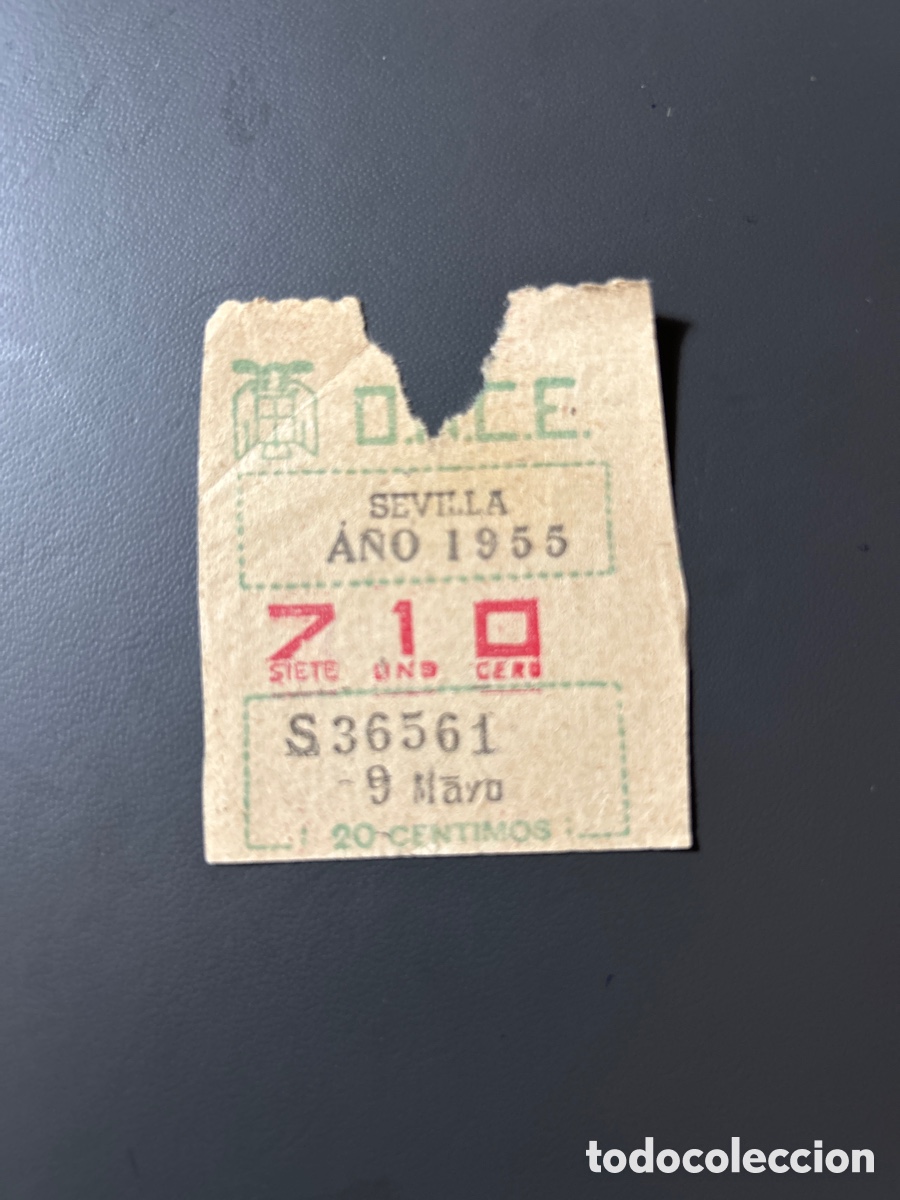 O.N.C.E.
SEVILLA
AÑO 1955
7 1 0
SIETE UNO CERO
S36561
9 Mayo
20 CENTIMOS
todocoleccion